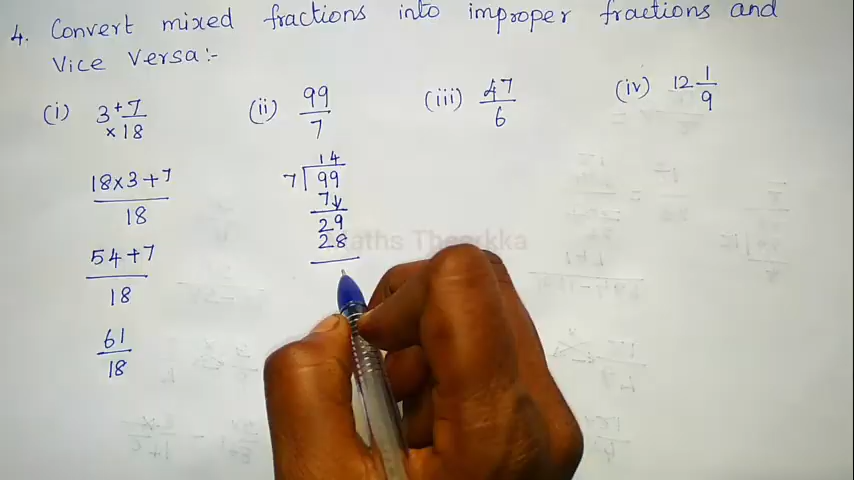 4. Convert mixed fractions into improper fractions and
Vice Versa:-
(i) 3 + 7/18 ×
(ii) 99/7
(iii) 47/6
(iv) 12 1/9
18×3+7
18
54+7
18
61
18
14
7 99
7↓
29
28